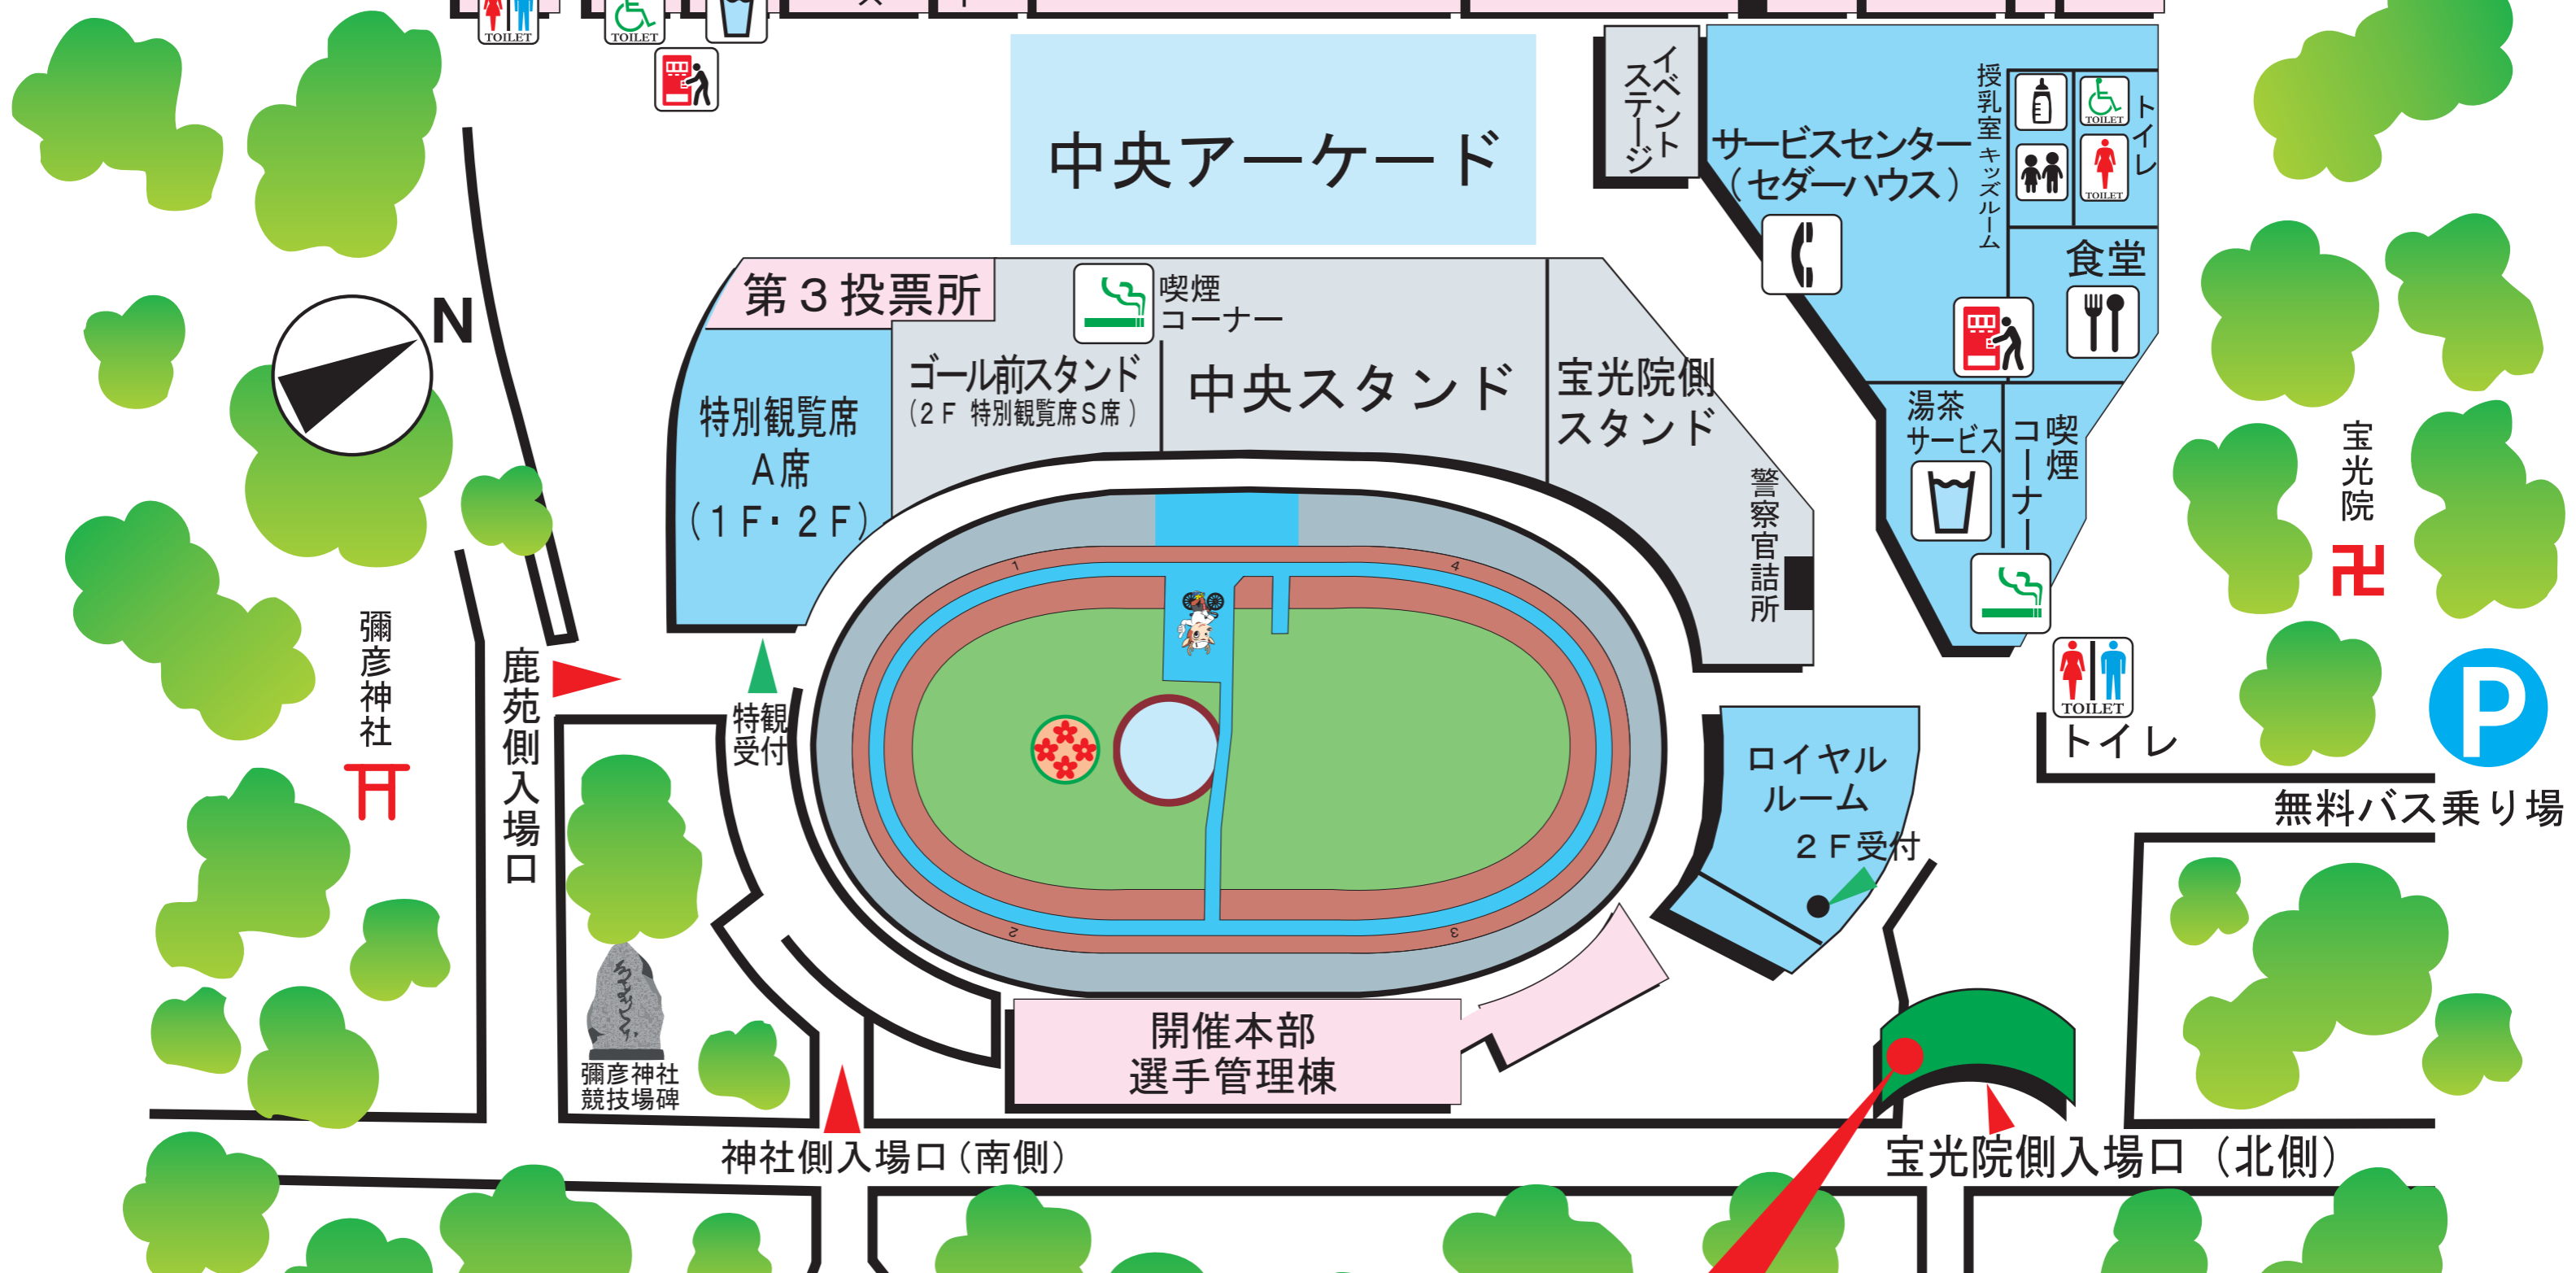 TOILET
TOILET
中央アーケード
イベント
ステージ
サービスセンター
（セダーハウス）
授乳室 キッズルーム
トイレ
TOILET
TOILET
食堂
第３投票所
喫煙
コーナー
N
ゴール前スタンド
（２Ｆ 特別観覧席Ｓ席）
中央スタンド
宝光院側
スタンド
特別観覧席
Ａ席
（１Ｆ・２Ｆ）
湯茶
サービス
喫煙
コーナー
宝光院
卍
警察官詰所
1
4
2
3
彌彦神社
鹿苑側入場口
特観
受付
TOILET
トイレ
P
無料バス乗り場
ロイヤル
ルーム
２Ｆ受付
彌彦神社
競技場碑
開催本部
選手管理棟
神社側入場口（南側）
宝光院側入場口（北側）